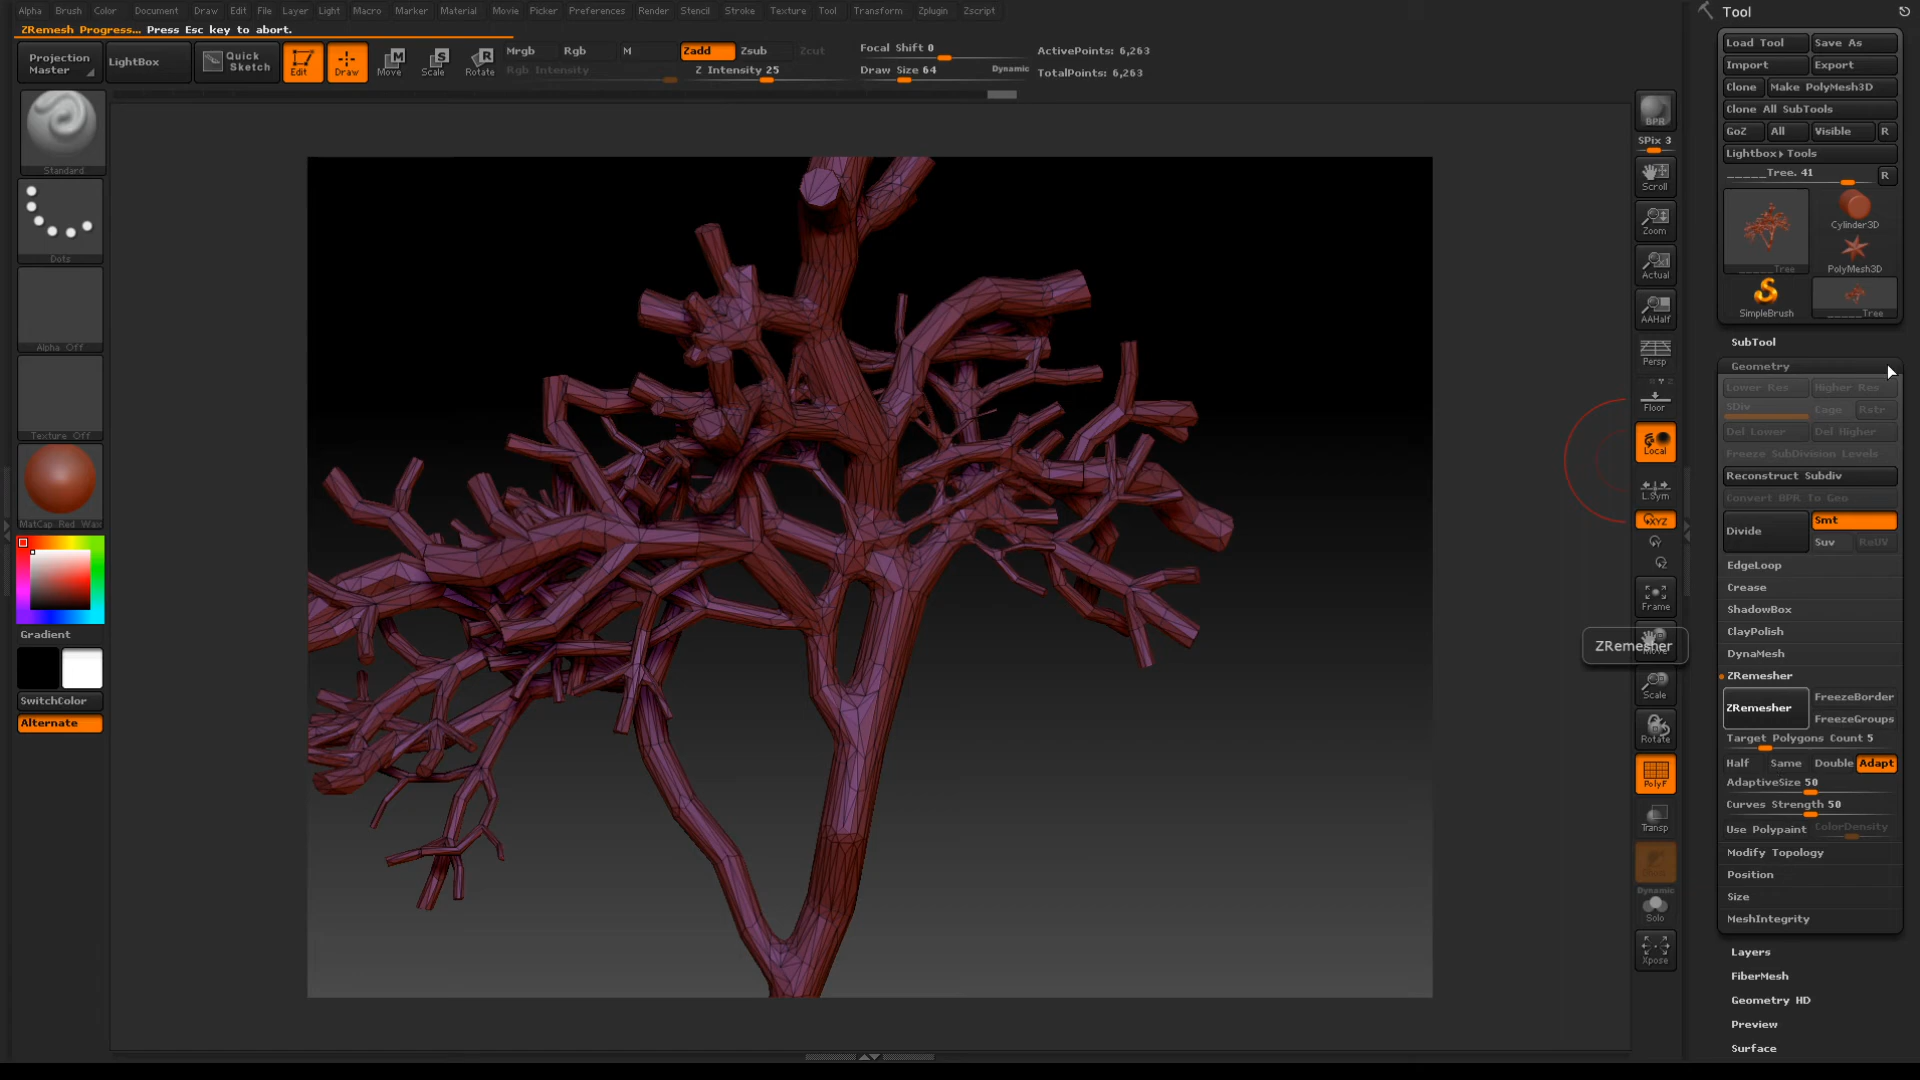 Alpha Brush Color Document Draw Edit File Layer Light Macro Marker Material Movie Picker Preferences Render Stencil Stroke Texture Tool Transform Zplugin Zscript
ZRemesh Progress... Press Esc key to abort.
Projection Master
LightBox
Quick Sketch
Edit
Draw
Move
Scale
Rotate
Mrgb Rgb M Zadd Zsub Zcut
Rgb Intensity Z Intensity 25
Focal Shift 0
Draw Size 64 Dynamic
ActivePoints: 6,263
TotalPoints: 6,263
Standard
Dots
Alpha Off
Texture Off
MatCap Red Wax
Gradient
SwitchColor
Alternate
BPR
SPix 3
Scroll
Zoom
Actual
AAHalf
Persp
Floor
Local
L.Sym
XYZ
Frame
ZRemesher
Move
Scale
Rotate
PolyF
Transp
Dynamic
Solo
Xpose
Tool
Load Tool Save As
Import Export
Clone Make PolyMesh3D
Clone All SubTools
GoZ All Visible R
Lightbox▸Tools
_____Tree. 41 R
_____Tree
Cylinder3D
PolyMesh3D
SimpleBrush
_____Tree
SubTool
Geometry
Lower Res Higher Res
SDiv Cage Rstr
Del Lower Del Higher
Freeze SubDivision Levels
Reconstruct Subdiv
Convert BPR To Geo
Divide Smt
Suv ReUV
EdgeLoop
Crease
ShadowBox
ClayPolish
DynaMesh
ZRemesher
ZRemesher FreezeBorder
FreezeGroups
Target Polygons Count 5
Half Same Double Adapt
AdaptiveSize 50
Curves Strength 50
Use Polypaint ColorDensity
Modify Topology
Position
Size
MeshIntegrity
Layers
FiberMesh
Geometry HD
Preview
Surface